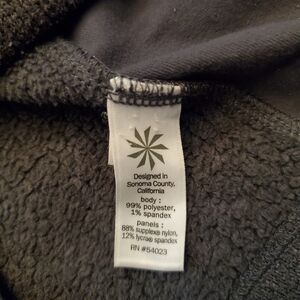 Designed in
Sonoma County,
California
body :
99% polyester,
1% spandex
panels :
88% supplex® nylon,
12% lycra® spandex
RN #54023